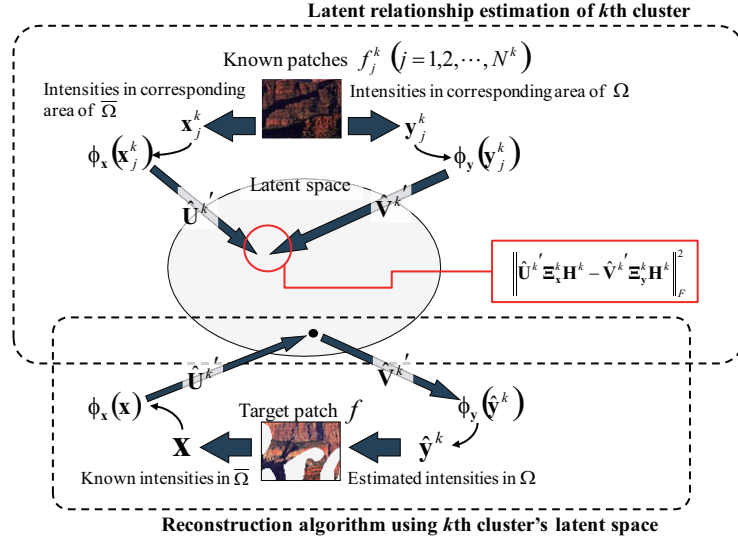 Latent relationship estimation of kth cluster
Known patches f_j^k (j = 1,2,⋯,N^k)
Intensities in corresponding area of Ω̅
Intensities in corresponding area of Ω
x_j^k
y_j^k
ϕ_x(x_j^k)
ϕ_y(y_j^k)
Latent space
Û^k′
V̂^k′
‖Û^k′ Ξ_x^k H^k − V̂^k′ Ξ_y^k H^k‖_F^2
Û^k′
V̂^k′
ϕ_x(x)
ϕ_y(ŷ^k)
Target patch f
x
ŷ^k
Known intensities in Ω̅
Estimated intensities in Ω
Reconstruction algorithm using kth cluster's latent space